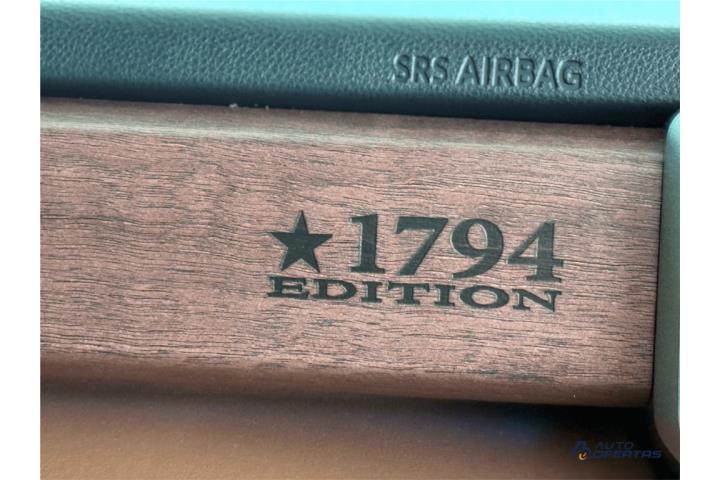 SRS AIRBAG
★1794
EDITION
AUTO
OFERTAS